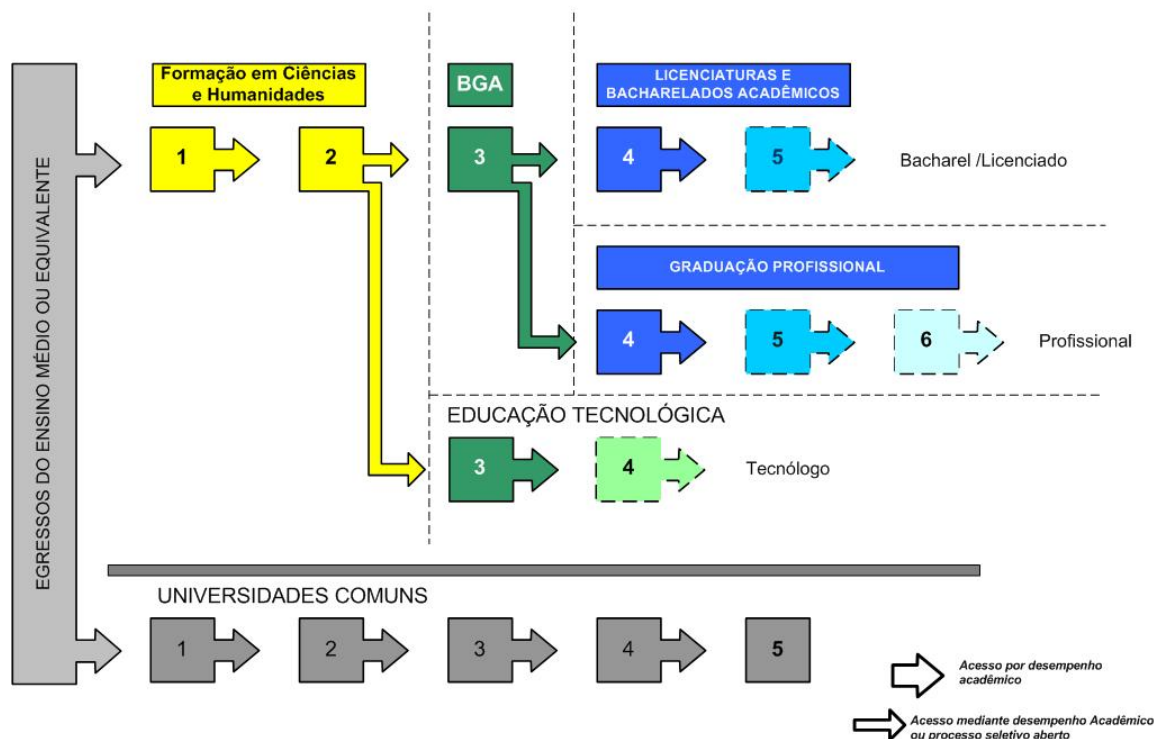 EGRESSOS DO ENSINO MÉDIO OU EQUIVALENTE
Formação em Ciências
e Humanidades
1
2
BGA
3
LICENCIATURAS E
BACHARELADOS ACADÊMICOS
4
5
Bacharel /Licenciado
GRADUAÇÃO PROFISSIONAL
4
5
6
Profissional
EDUCAÇÃO TECNOLÓGICA
3
4
Tecnólogo
UNIVERSIDADES COMUNS
1
2
3
4
5
Acesso por desempenho
acadêmico
Acesso mediante desempenho Acadêmico
ou processo seletivo aberto